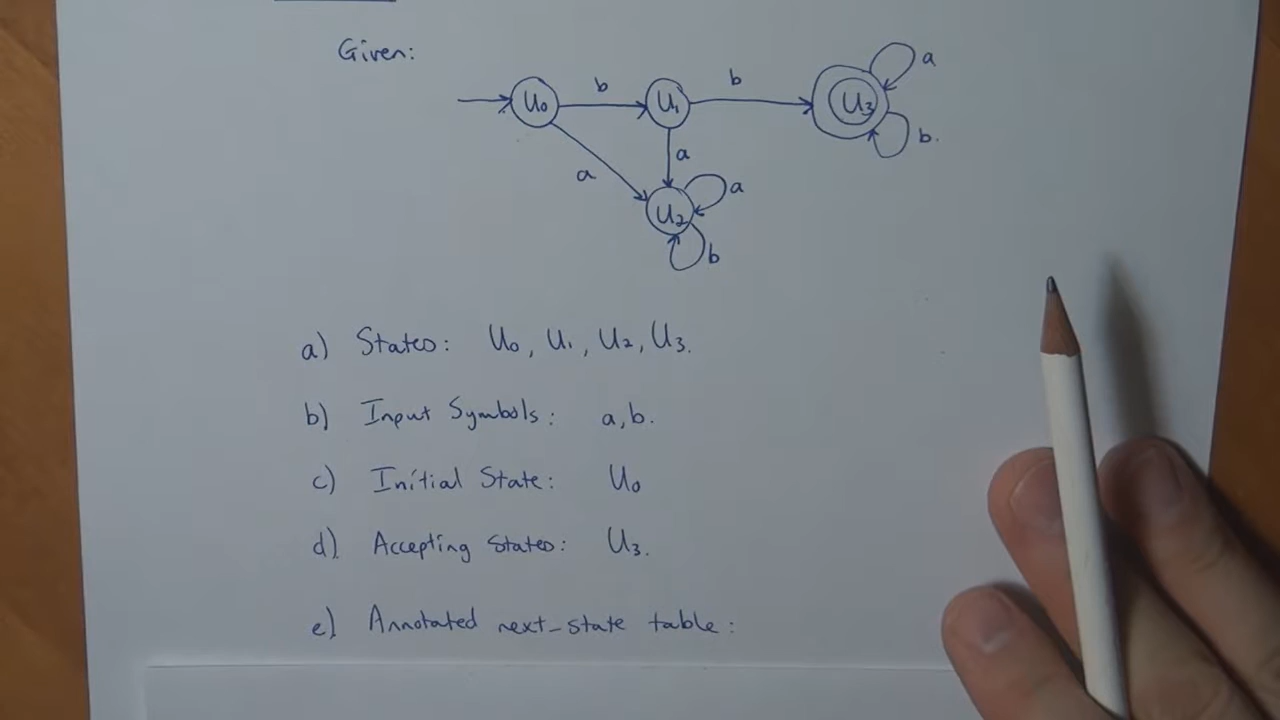 Given:
b b a
U₀ U₁ U₃
a a b.
U₂ a
b
a) States: U₀, U₁, U₂, U₃.
b) Input Symbols: a,b.
c) Initial State: U₀
d) Accepting States: U₃.
e) Annotated next-state table: